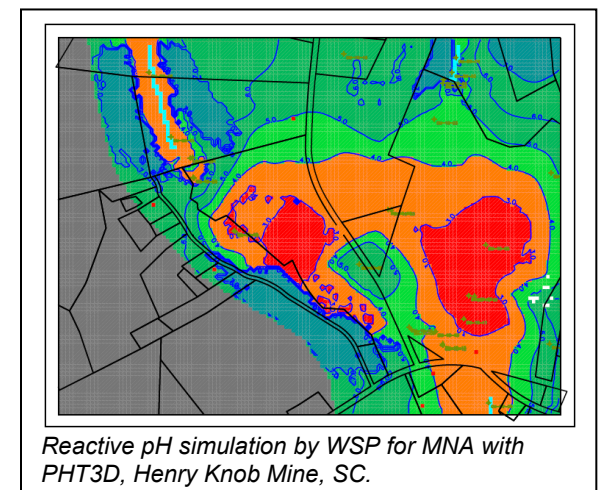 Reactive pH simulation by WSP for MNA with
PHT3D, Henry Knob Mine, SC.